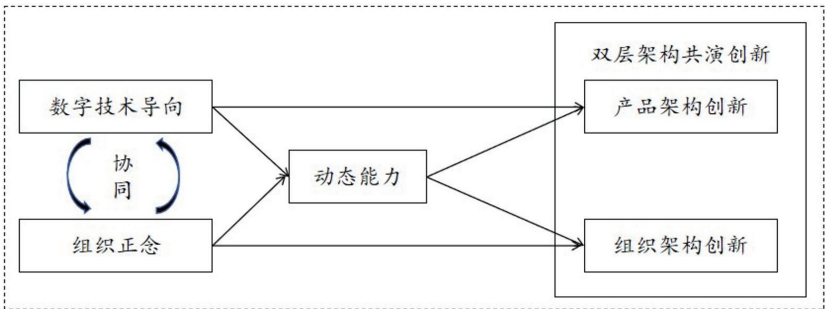 双层架构共演创新
数字技术导向
产品架构创新
协
同
动态能力
组织正念
组织架构创新